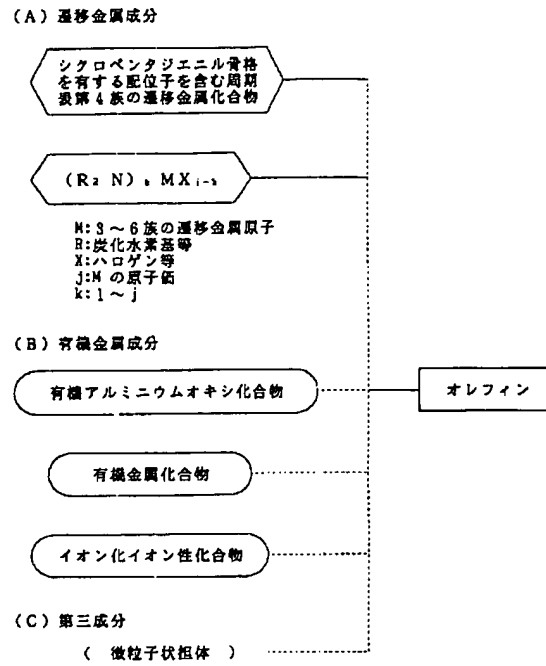 (A) 遷移金属成分
シクロペンタジエニル骨格
を有する配位子を含む周期
表第4族の遷移金属化合物
(R₂ N)ₖ MXⱼ₋ₖ
M:3~6族の遷移金属原子
R:炭化水素基等
X:ハロゲン等
j:M の原子価
k:1~j
(B) 有機金属成分
有機アルミニウムオキシ化合物
オレフィン
有機金属化合物
イオン化イオン性化合物
(C) 第三成分
( 微粒子状担体 )